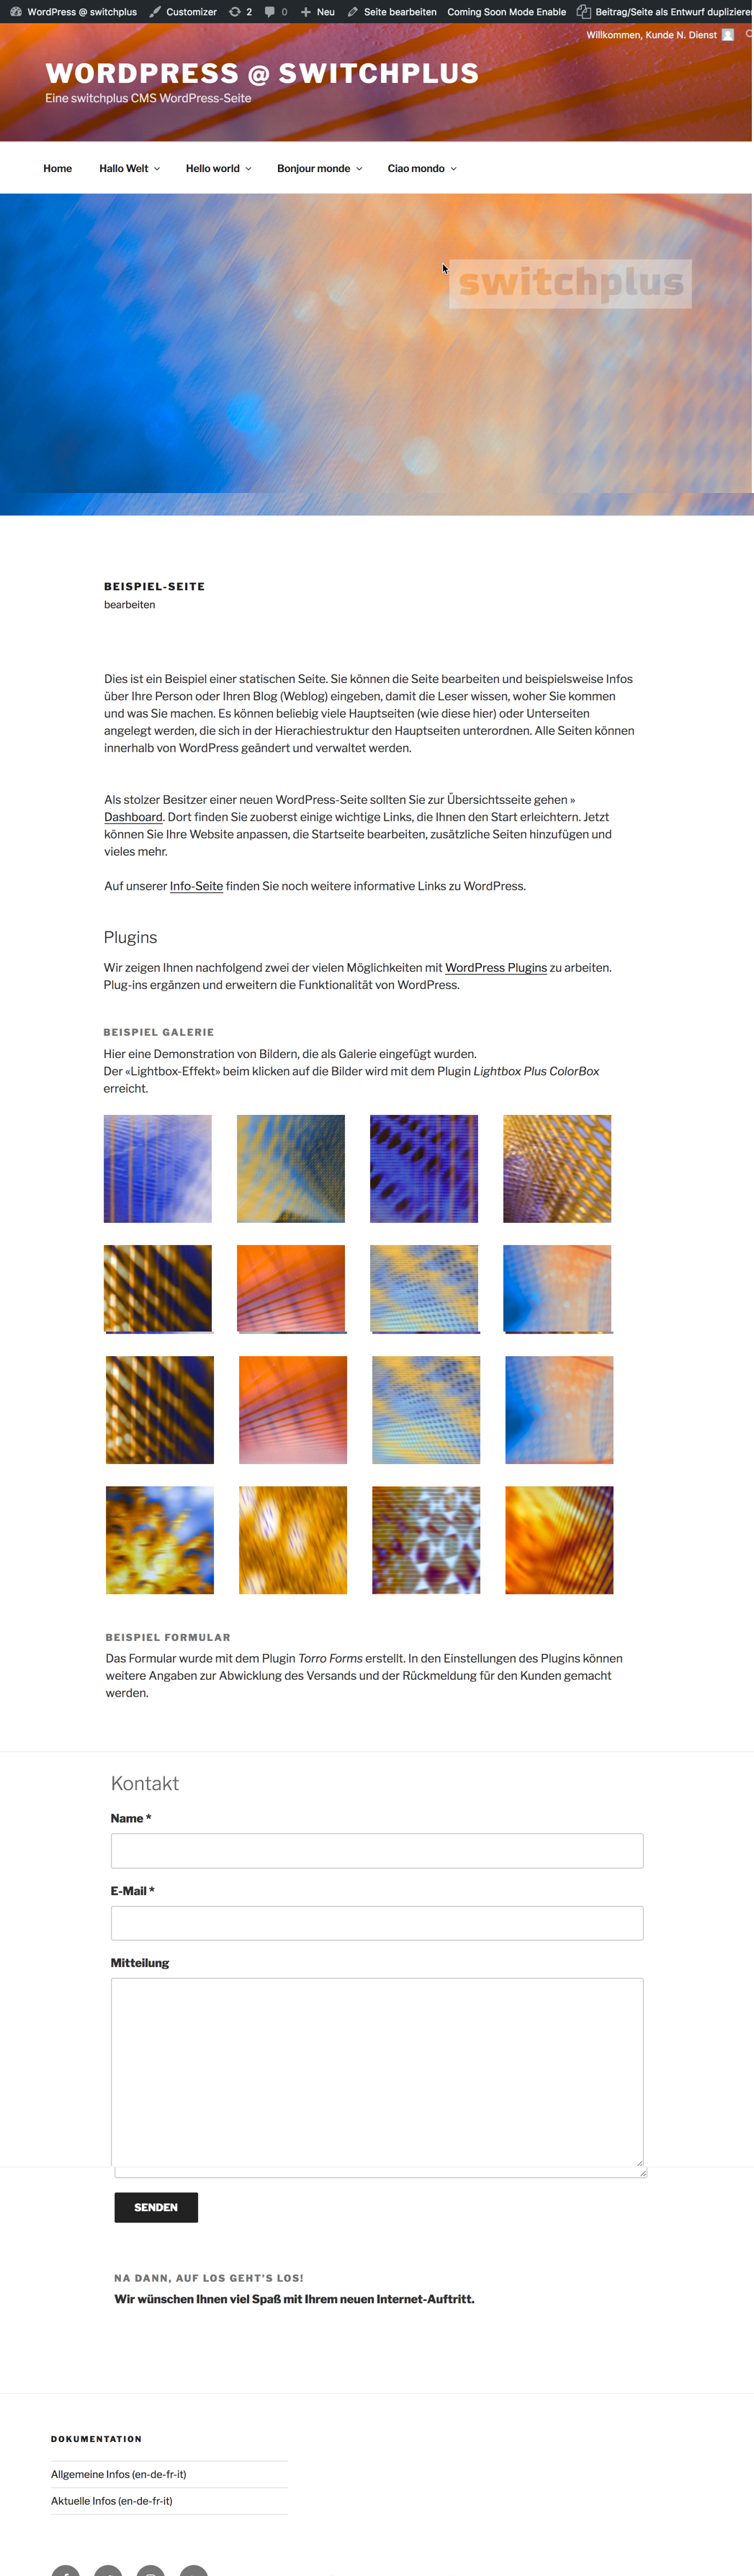 WordPress @ switchplus Customizer 2 0 Neu Seite bearbeiten Coming Soon Mode Enable Beitrag/Seite als Entwurf
Willkommen, Kunde N. Dienst
WORDPRESS @ SWITCHPLUS
Eine switchplus CMS WordPress-Seite
Home Hallo Welt Hello world Bonjour monde Ciao mondo
switchplus
BEISPIEL-SEITE
bearbeiten
Dies ist ein Beispiel einer statischen Seite. Sie können die Seite bearbeiten und beispielsweise Infos
über Ihre Person oder Ihren Blog (Weblog) eingeben, damit die Leser wissen, woher Sie kommen
und was Sie machen. Es können beliebig viele Hauptseiten (wie diese hier) oder Unterseiten
angelegt werden, die sich in der Hierachiestruktur den Hauptseiten unterordnen. Alle Seiten können
innerhalb von WordPress geändert und verwaltet werden.
Als stolzer Besitzer einer neuen WordPress-Seite sollten Sie zur Übersichtsseite gehen »
Dashboard. Dort finden Sie zuoberst einige wichtige Links, die Ihnen den Start erleichtern. Jetzt
können Sie Ihre Website anpassen, die Startseite bearbeiten, zusätzliche Seiten hinzufügen und
vieles mehr.
Auf unserer Info-Seite finden Sie noch weitere informative Links zu WordPress.
Plugins
Wir zeigen Ihnen nachfolgend zwei der vielen Möglichkeiten mit WordPress Plugins zu arbeiten.
Plug-ins ergänzen und erweitern die Funktionalität von WordPress.
BEISPIEL GALERIE
Hier eine Demonstration von Bildern, die als Galerie eingefügt wurden.
Der «Lightbox-Effekt» beim klicken auf die Bilder wird mit dem Plugin Lightbox Plus ColorBox
erreicht.
BEISPIEL FORMULAR
Das Formular wurde mit dem Plugin Torro Forms erstellt. In den Einstellungen des Plugins können
weitere Angaben zur Abwicklung des Versands und der Rückmeldung für den Kunden gemacht
werden.
Kontakt
Name *
E-Mail *
Mitteilung
SENDEN
NA DANN, AUF LOS GEHT'S LOS!
Wir wünschen Ihnen viel Spaß mit Ihrem neuen Internet-Auftritt.
DOKUMENTATION
Allgemeine Infos (en-de-fr-it)
Aktuelle Infos (en-de-fr-it)